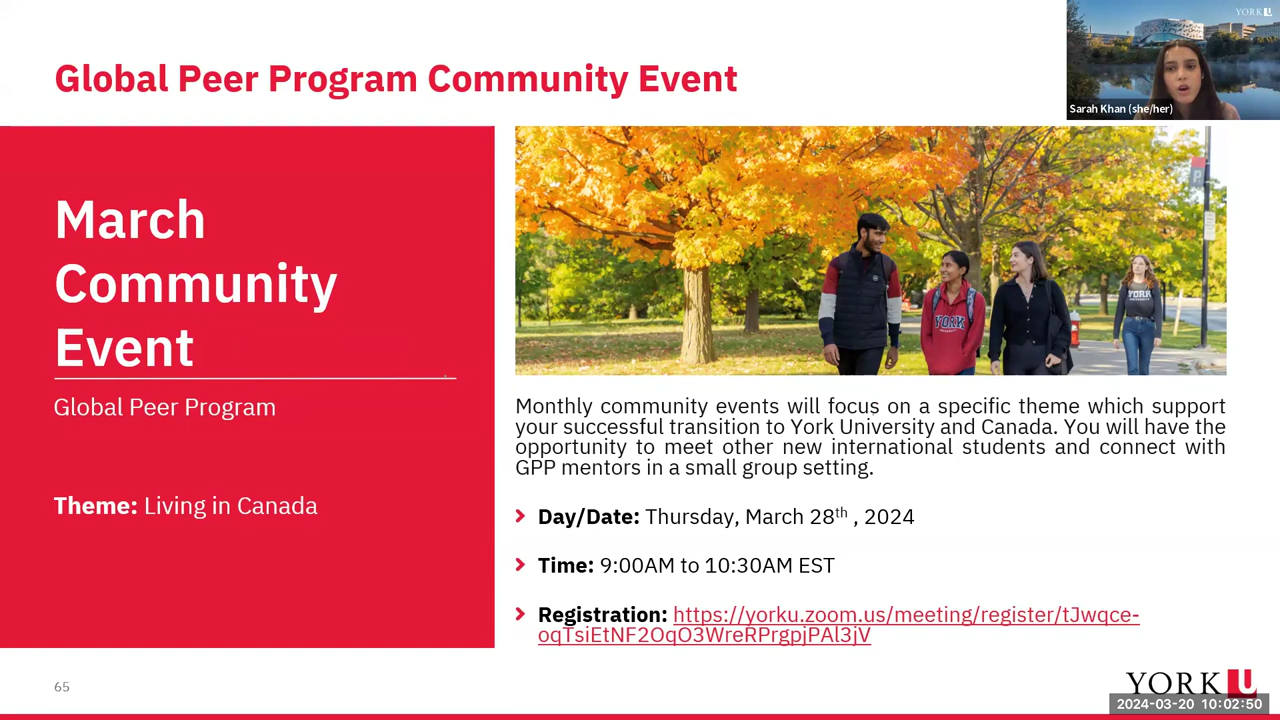 Global Peer Program Community Event
YORK U
Sarah Khan (she/her)
March
Community
Event
Global Peer Program
Theme: Living in Canada
YORK
YORK
Monthly community events will focus on a specific theme which support
your successful transition to York University and Canada. You will have the
opportunity to meet other new international students and connect with
GPP mentors in a small group setting.
Day/Date: Thursday, March 28th , 2024
Time: 9:00AM to 10:30AM EST
Registration: https://yorku.zoom.us/meeting/register/tJwqce-
oqTsiEtNF2OqO3WreRPrgpjPAl3jV
65
YORK U
2024-03-20 10:02:50